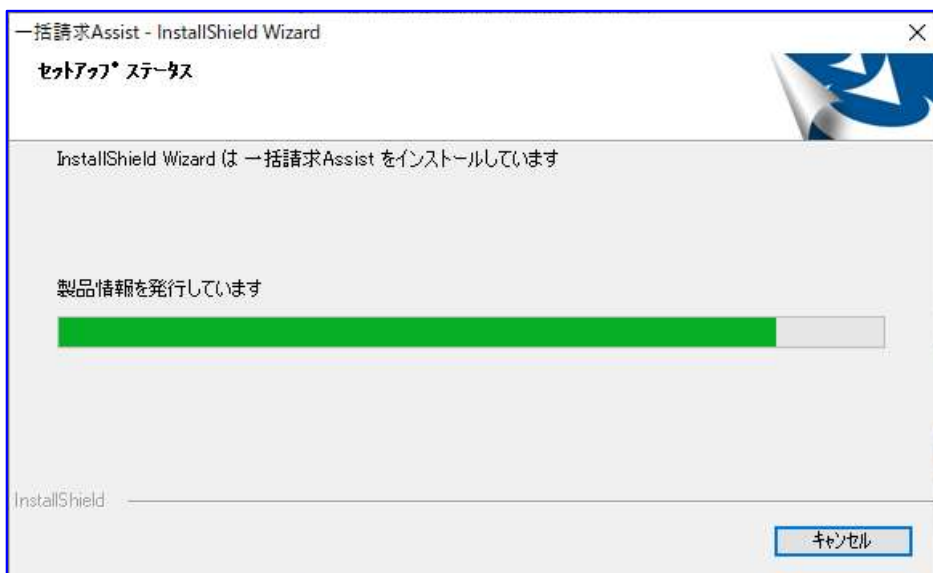 一括請求Assist - InstallShield Wizard
ｾｯﾄｱｯﾌﾟ ｽﾃｰﾀｽ
InstallShield Wizard は 一括請求Assist をインストールしています
製品情報を発行しています
InstallShield
ｷｬﾝｾﾙ